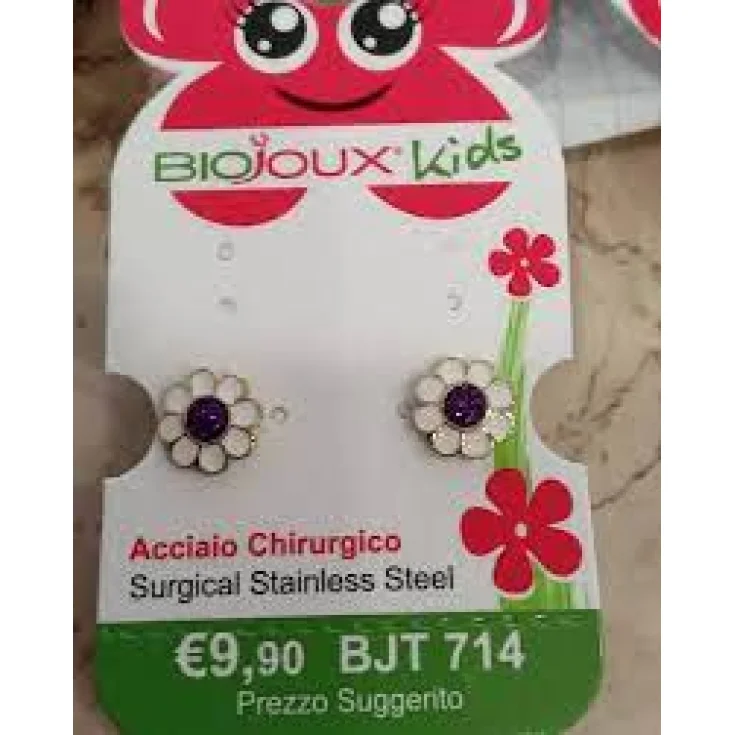 BIOJOUX® Kids
Acciaio Chirurgico
Surgical Stainless Steel
€9,90 BJT 714
Prezzo Suggerito